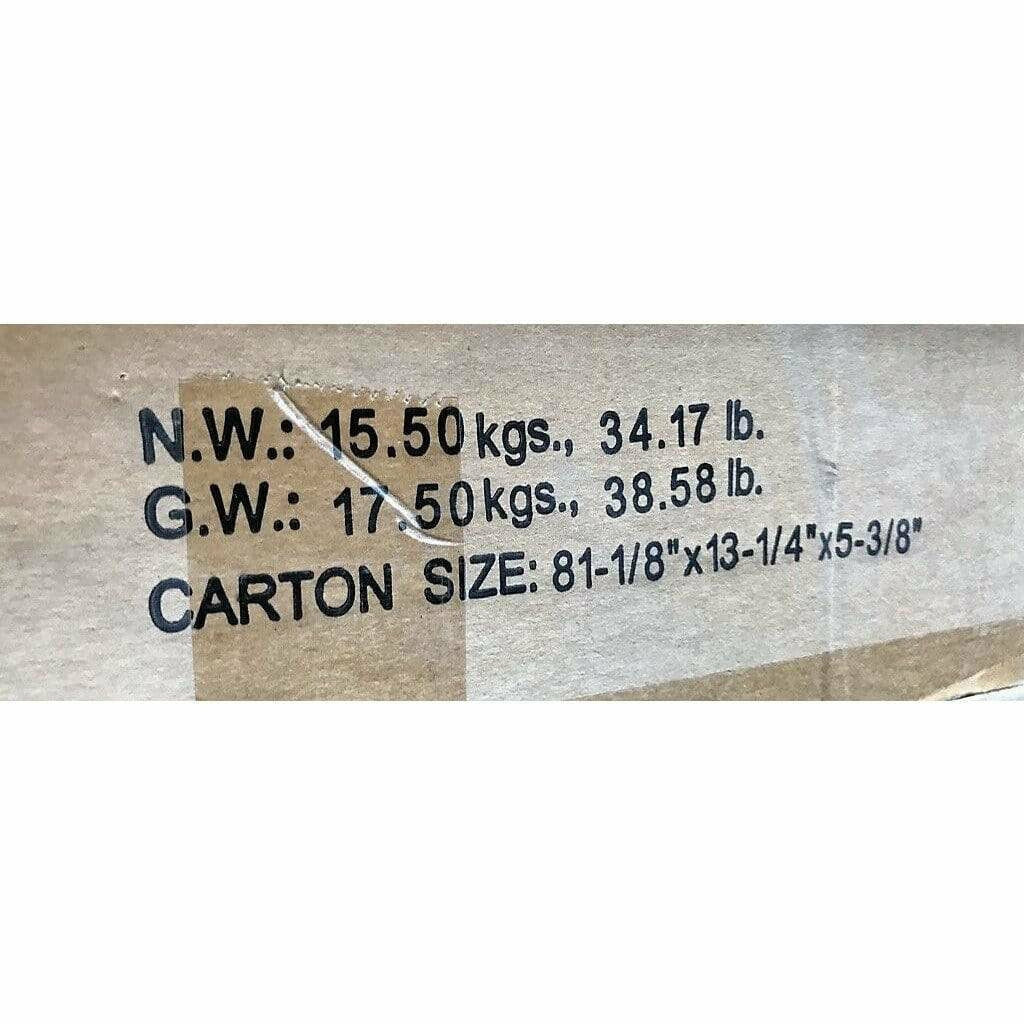 N.W.: 15.50 kgs., 34.17 lb.
G.W.: 17.50 kgs., 38.58 lb.
CARTON SIZE: 81-1/8"x13-1/4"x5-3/8"